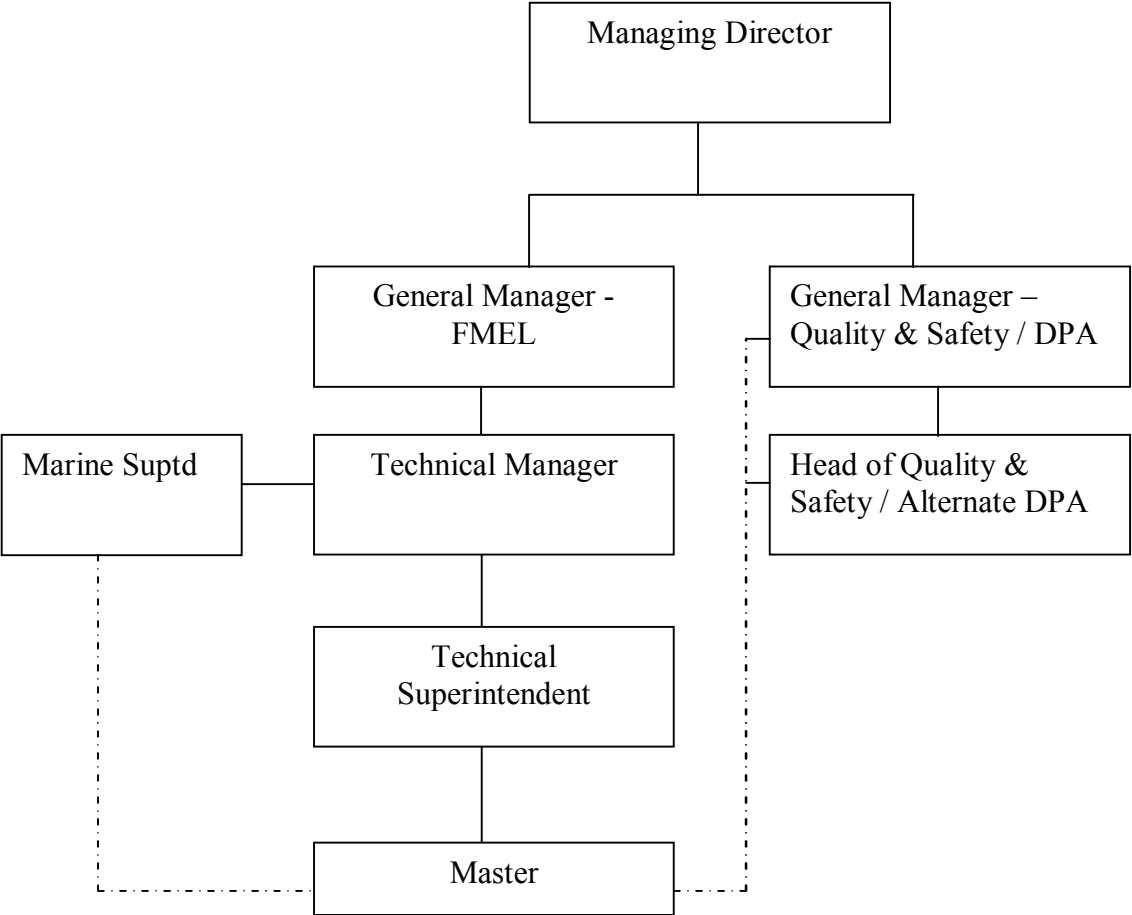 Managing Director
General Manager -
FMEL
General Manager –
Quality & Safety / DPA
Marine Suptd
Technical Manager
Head of Quality &
Safety / Alternate DPA
Technical
Superintendent
Master